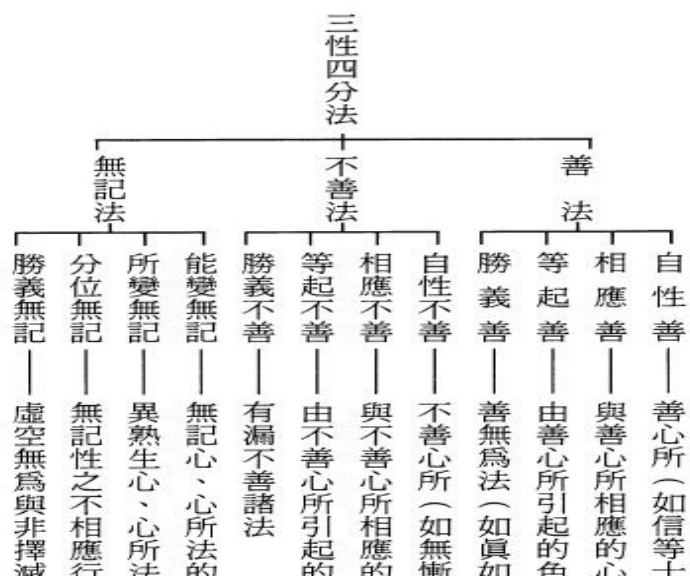 三性四分法
善法
不善法
無記法
自性善
相應善
等起善
勝義善
自性不善
相應不善
等起不善
勝義不善
能變無記
所變無記
分位無記
勝義無記
善心所（如信等十
與善心所相應的心
由善心所引起的色
善無爲法（如眞如
不善心所（如無慚
與不善心所相應的
由不善心所引起的
有漏不善諸法
無記心、心所法的
異熟生心、心所法
無記性之不相應行
虛空無爲與非擇滅